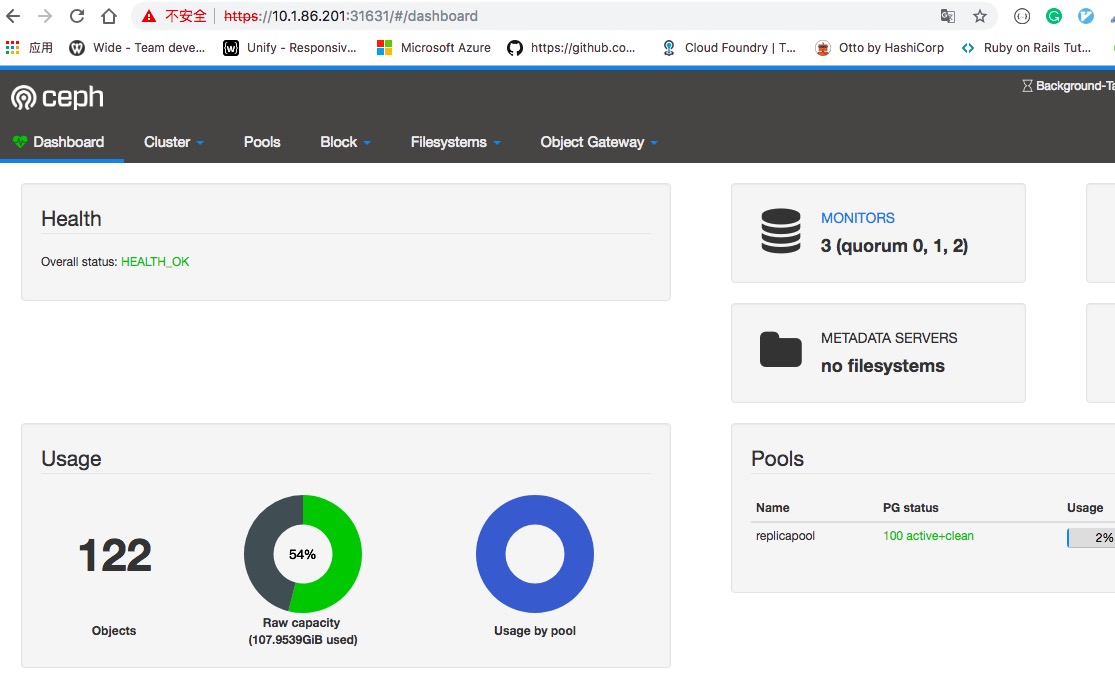 不安全 https://10.1.86.201:31631/#/dashboard
应用 Wide - Team deve... Unify - Responsiv... Microsoft Azure https://github.co... Cloud Foundry | T... Otto by HashiCorp Ruby on Rails Tut...
ceph
Background-Ta
Dashboard Cluster Pools Block Filesystems Object Gateway
Health
Overall status: HEALTH_OK
MONITORS
3 (quorum 0, 1, 2)
METADATA SERVERS
no filesystems
Usage
122
Objects
54%
Raw capacity
(107.9539GiB used)
Usage by pool
Pools
Name PG status Usage
replicapool 100 active+clean 2%